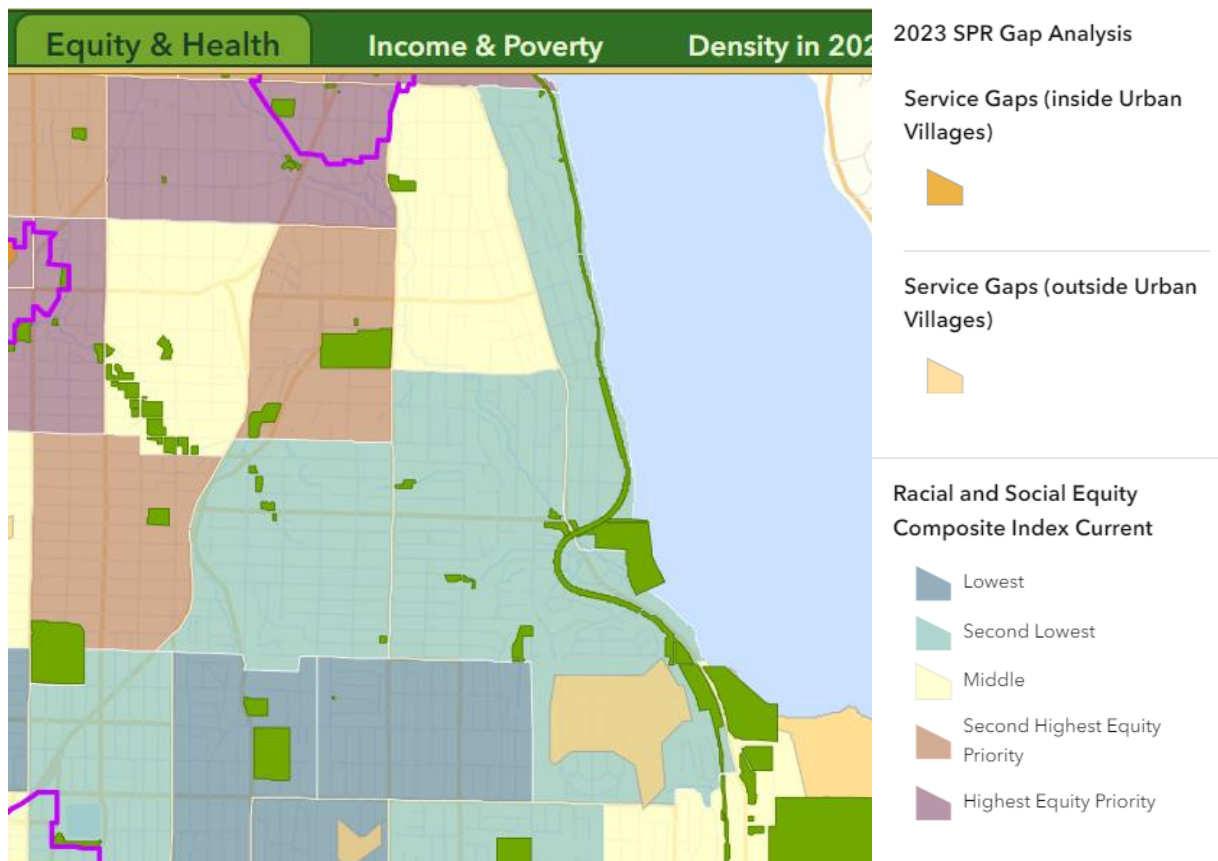 Equity & Health
Income & Poverty
Density in 202
2023 SPR Gap Analysis
Service Gaps (inside Urban
Villages)
Service Gaps (outside Urban
Villages)
Racial and Social Equity
Composite Index Current
Lowest
Second Lowest
Middle
Second Highest Equity
Priority
Highest Equity Priority